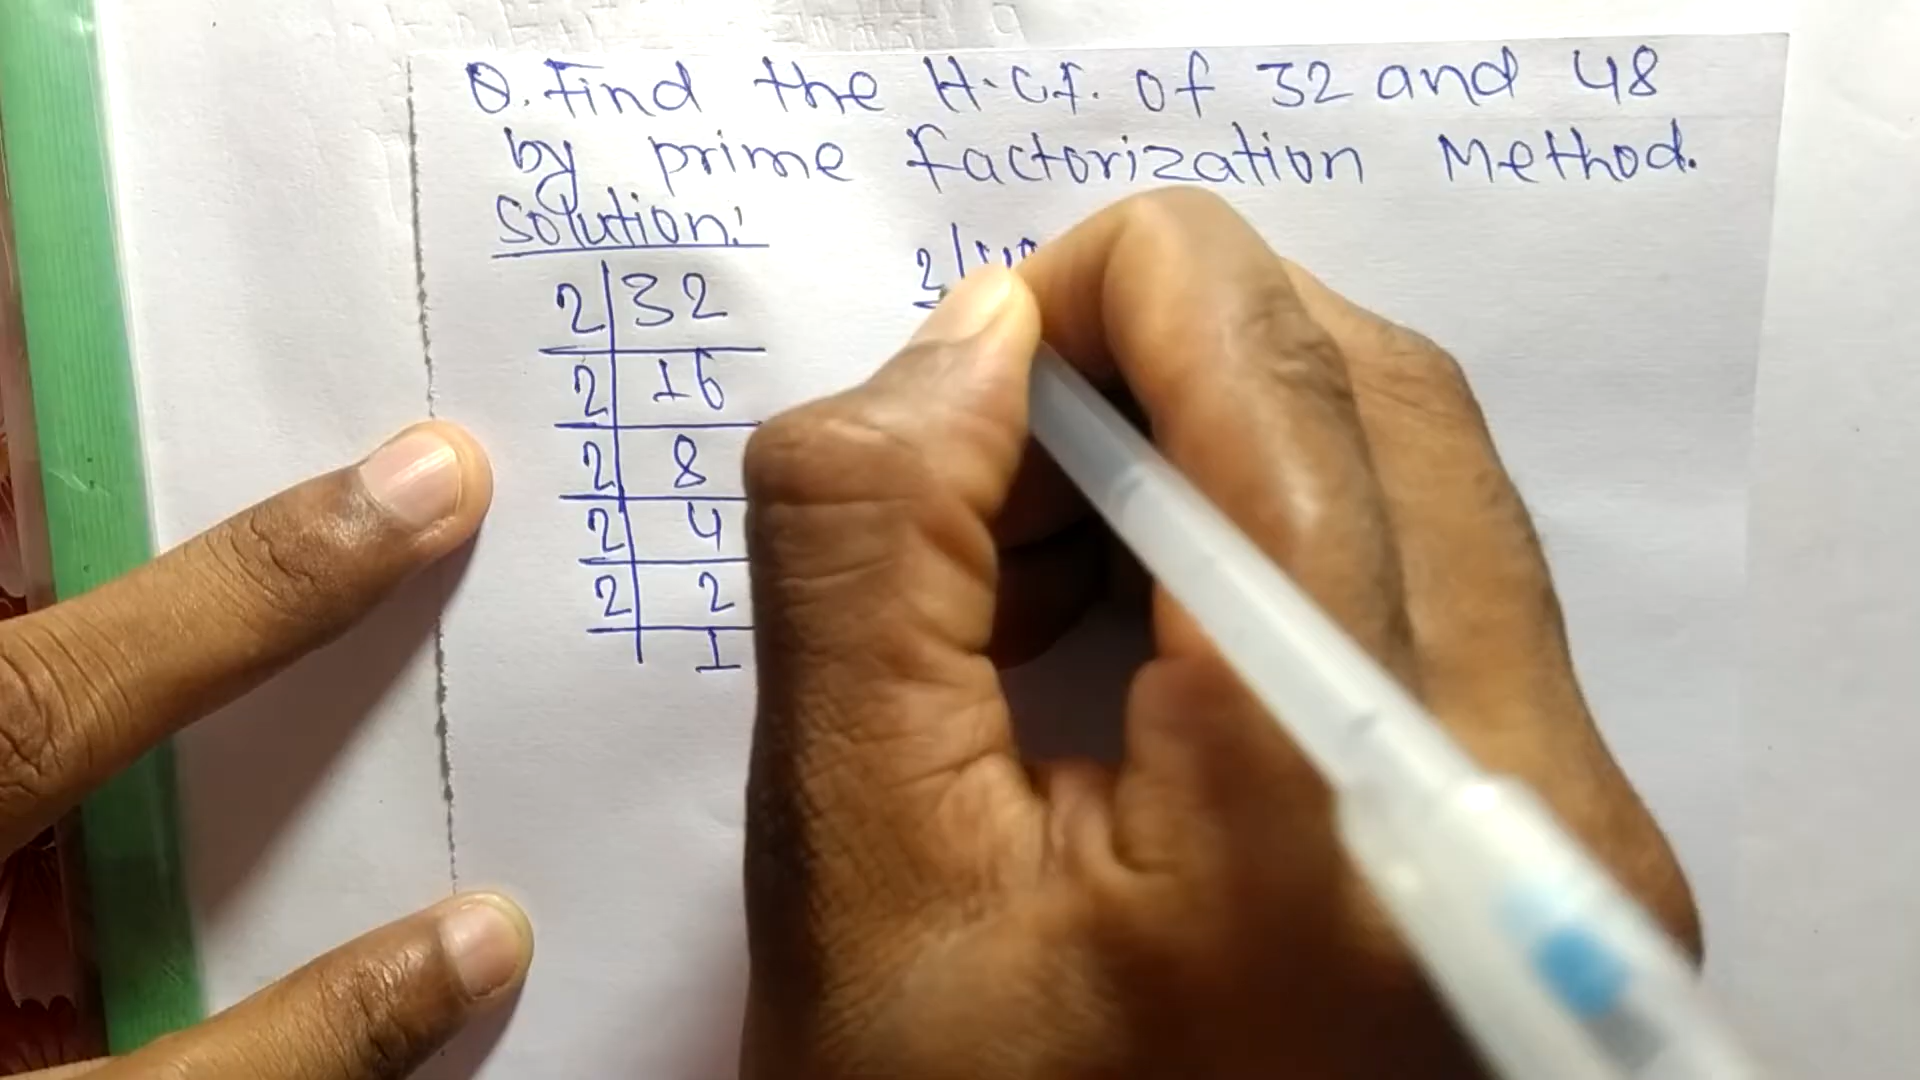 Q. Find the H.C.F. of 32 and 48
by prime factorization Method.
Solution:
2 | 32
2 | 16
2 | 8
2 | 4
2 | 2
1
2 |